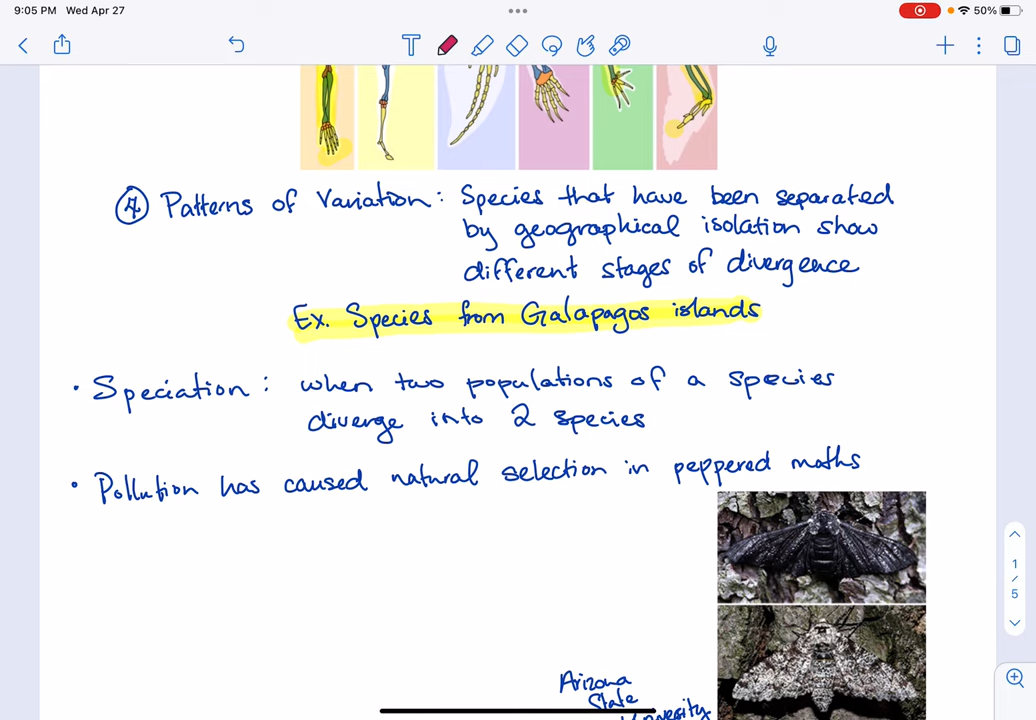 9:05 PM Wed Apr 27
50%
④ Patterns of Variation: Species that have been separated
by geographical isolation show
different stages of divergence
Ex. Species from Galapagos islands
• Speciation: when two populations of a species
diverge into 2 species
• Pollution has caused natural selection in peppered moths
1
/
5
Arizona
State
University